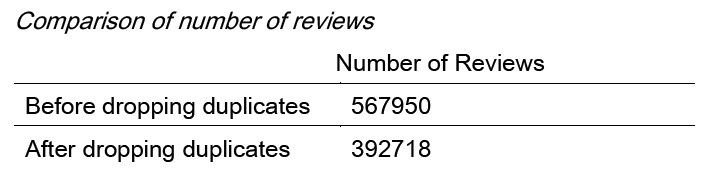 Comparison of number of reviews
Number of Reviews
Before dropping duplicates 567950
After dropping duplicates 392718